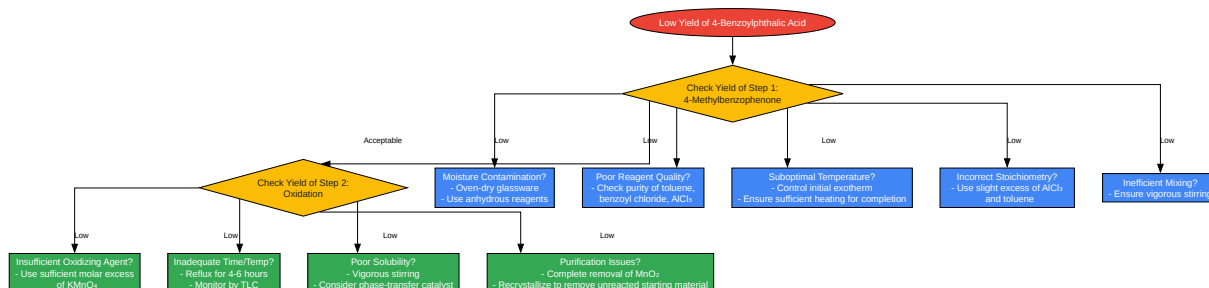 Low Yield of 4-Benzoylphthalic Acid
Check Yield of Step 1:
4-Methylbenzophenone
Acceptable
Low
Low
Low
Low
Low
Check Yield of Step 2:
Oxidation
Moisture Contamination?
- Oven-dry glassware
- Use anhydrous reagents
Poor Reagent Quality?
- Check purity of toluene,
benzoyl chloride, AlCl₃
Suboptimal Temperature?
- Control initial exotherm
- Ensure sufficient heating for completion
Incorrect Stoichiometry?
- Use slight excess of AlCl₃
and toluene
Inefficient Mixing?
- Ensure vigorous stirring
Low
Low
Low
Low
Insufficient Oxidizing Agent?
- Use sufficient molar excess
of KMnO₄
Inadequate Time/Temp?
- Reflux for 4-6 hours
- Monitor by TLC
Poor Solubility?
- Vigorous stirring
- Consider phase-transfer catalyst
Purification Issues?
- Complete removal of MnO₂
- Recrystallize to remove unreacted starting material